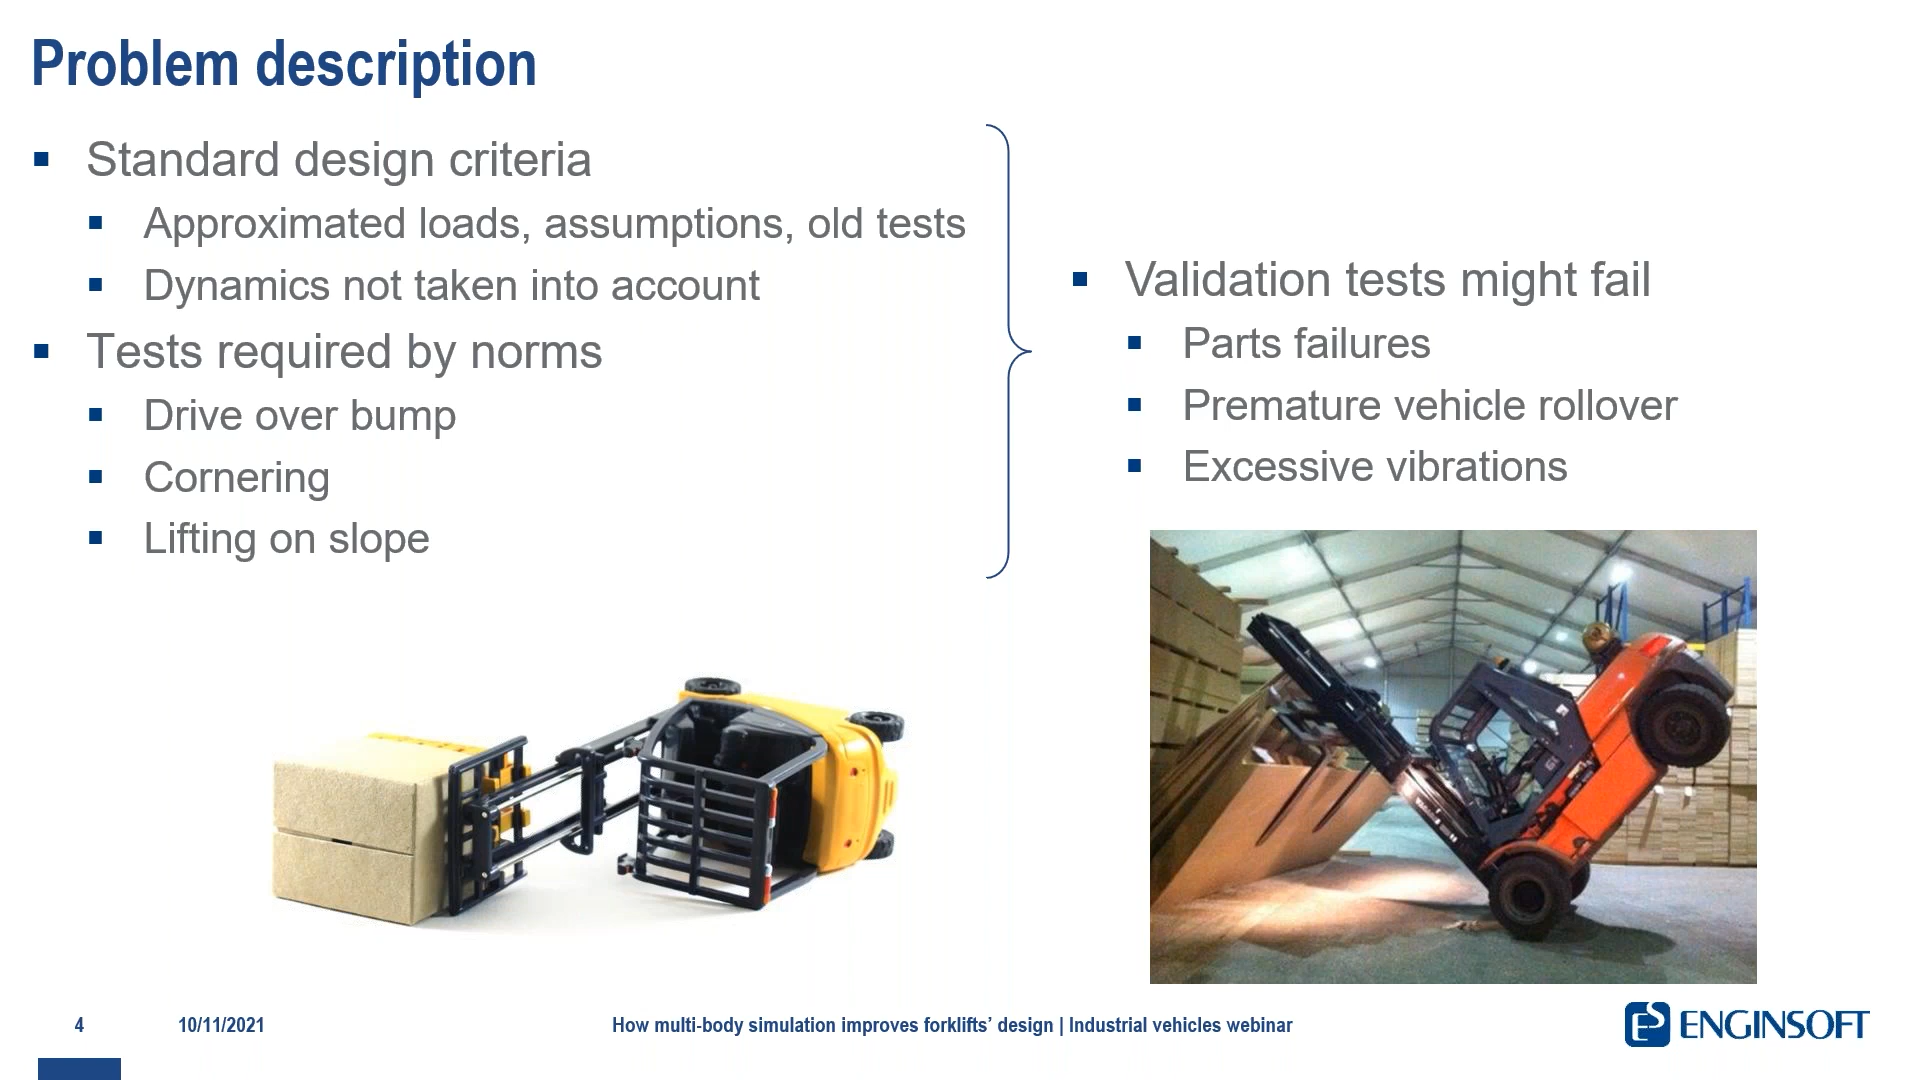 Problem description
Standard design criteria
Approximated loads, assumptions, old tests
Dynamics not taken into account
Tests required by norms
Drive over bump
Cornering
Lifting on slope
Validation tests might fail
Parts failures
Premature vehicle rollover
Excessive vibrations
4
10/11/2021
How multi-body simulation improves forklifts’ design | Industrial vehicles webinar
ENGINSOFT